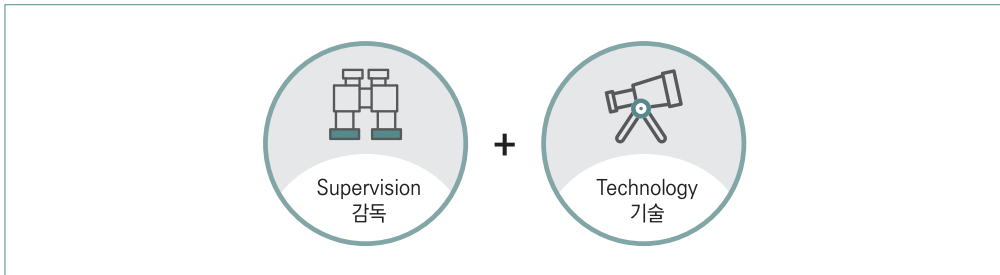 Supervision
감독
+
Technology
기술